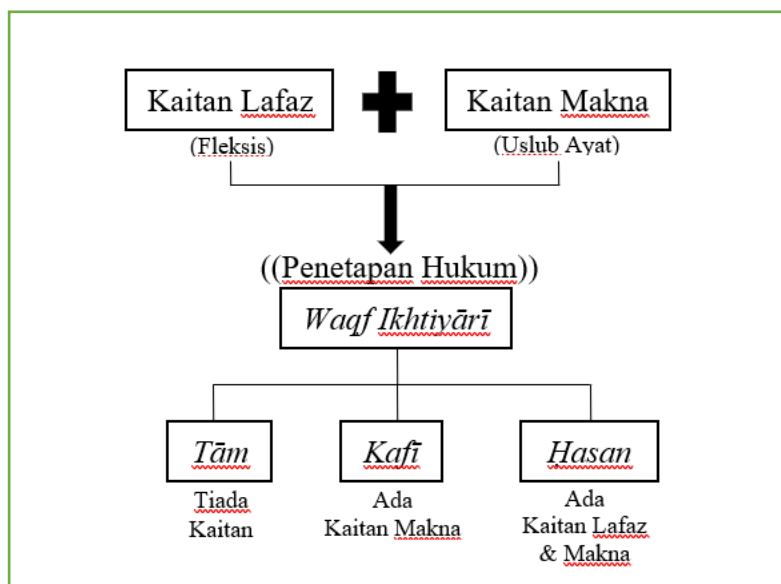 Kaitan Lafaz
Kaitan Makna
(Fleksis)
(Uslub Ayat)
((Penetapan Hukum))
Waqf Ikhtiyārī
Tām
Kafī
Ḥasan
Tiada
Kaitan
Ada
Kaitan Makna
Ada
Kaitan Lafaz
& Makna